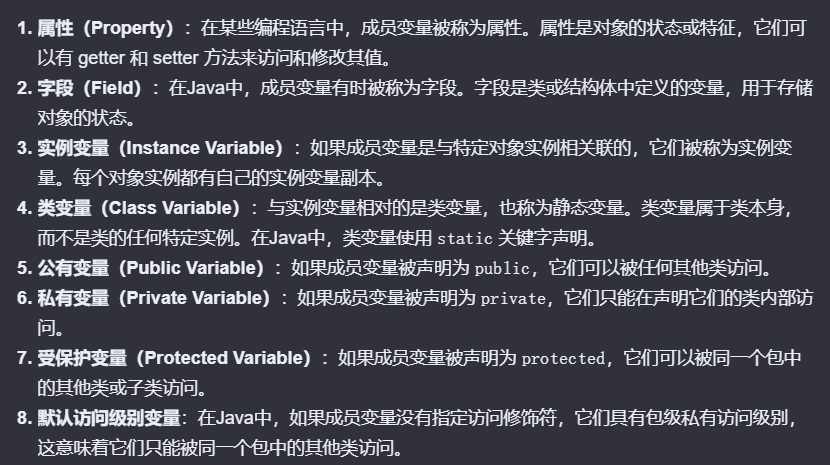 1. 属性（Property）：在某些编程语言中，成员变量被称为属性。属性是对象的状态或特征，它们可
以有 getter 和 setter 方法来访问和修改其值。
2. 字段（Field）：在Java中，成员变量有时被称为字段。字段是类或结构体中定义的变量，用于存储
对象的状态。
3. 实例变量（Instance Variable）：如果成员变量是与特定对象实例相关联的，它们被称为实例变
量。每个对象实例都有自己的实例变量副本。
4. 类变量（Class Variable）：与实例变量相对的是类变量，也称为静态变量。类变量属于类本身，
而不是类的任何特定实例。在Java中，类变量使用 static 关键字声明。
5. 公有变量（Public Variable）：如果成员变量被声明为 public，它们可以被任何其他类访问。
6. 私有变量（Private Variable）：如果成员变量被声明为 private，它们只能在声明它们的类内部访
问。
7. 受保护变量（Protected Variable）：如果成员变量被声明为 protected，它们可以被同一个包中
的其他类或子类访问。
8. 默认访问级别变量：在Java中，如果成员变量没有指定访问修饰符，它们具有包级私有访问级别，
这意味着它们只能被同一个包中的其他类访问。